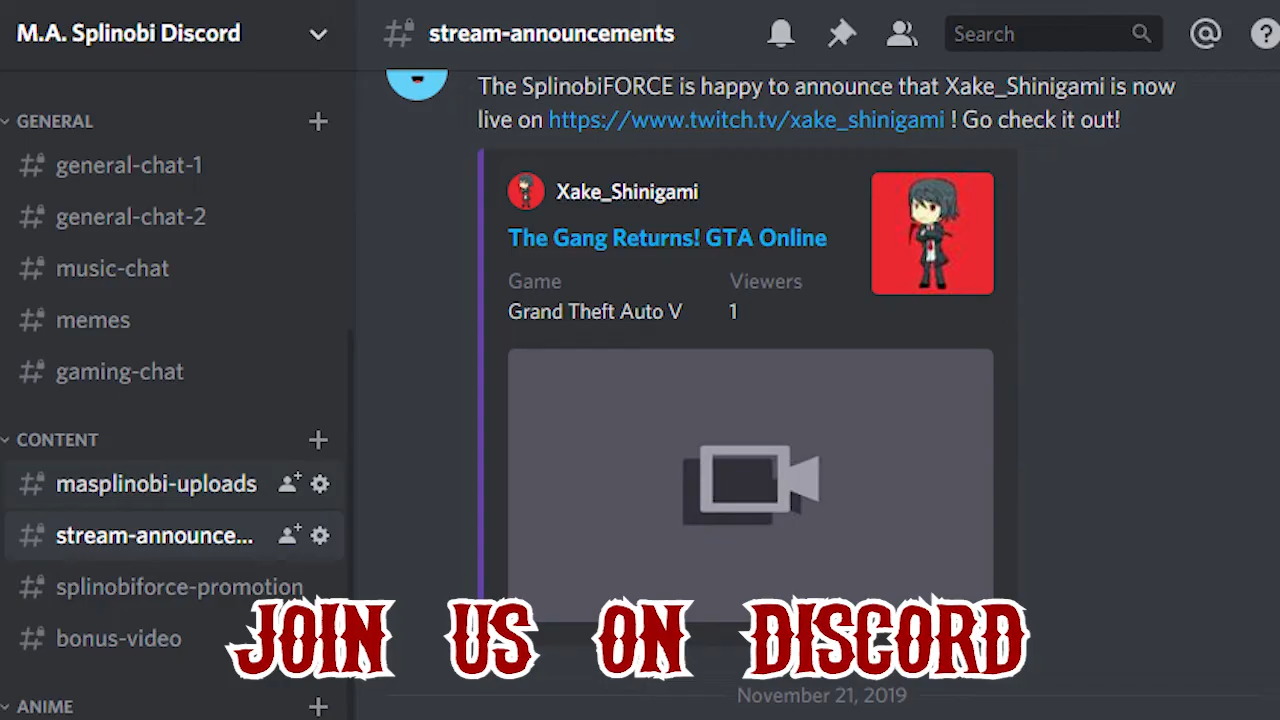 M.A. Splinobi Discord
stream-announcements
Search
GENERAL
general-chat-1
general-chat-2
music-chat
memes
gaming-chat
CONTENT
masplinobi-uploads
stream-announce...
splinobiforce-promotion
bonus-video
ANIME
The SplinobiFORCE is happy to announce that Xake_Shinigami is now
live on https://www.twitch.tv/xake_shinigami ! Go check it out!
Xake_Shinigami
The Gang Returns! GTA Online
Game Viewers
Grand Theft Auto V 1
JOIN US ON DISCORD
November 21, 2019